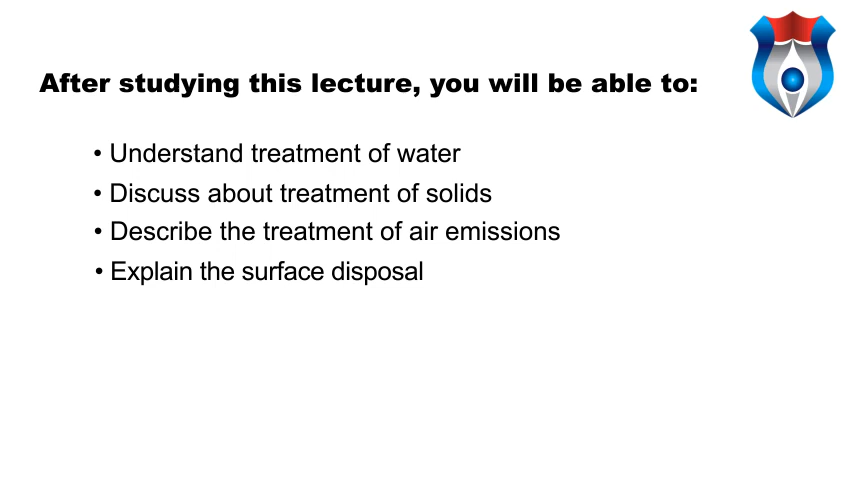 After studying this lecture, you will be able to:
• Understand treatment of water
• Discuss about treatment of solids
• Describe the treatment of air emissions
• Explain the surface disposal